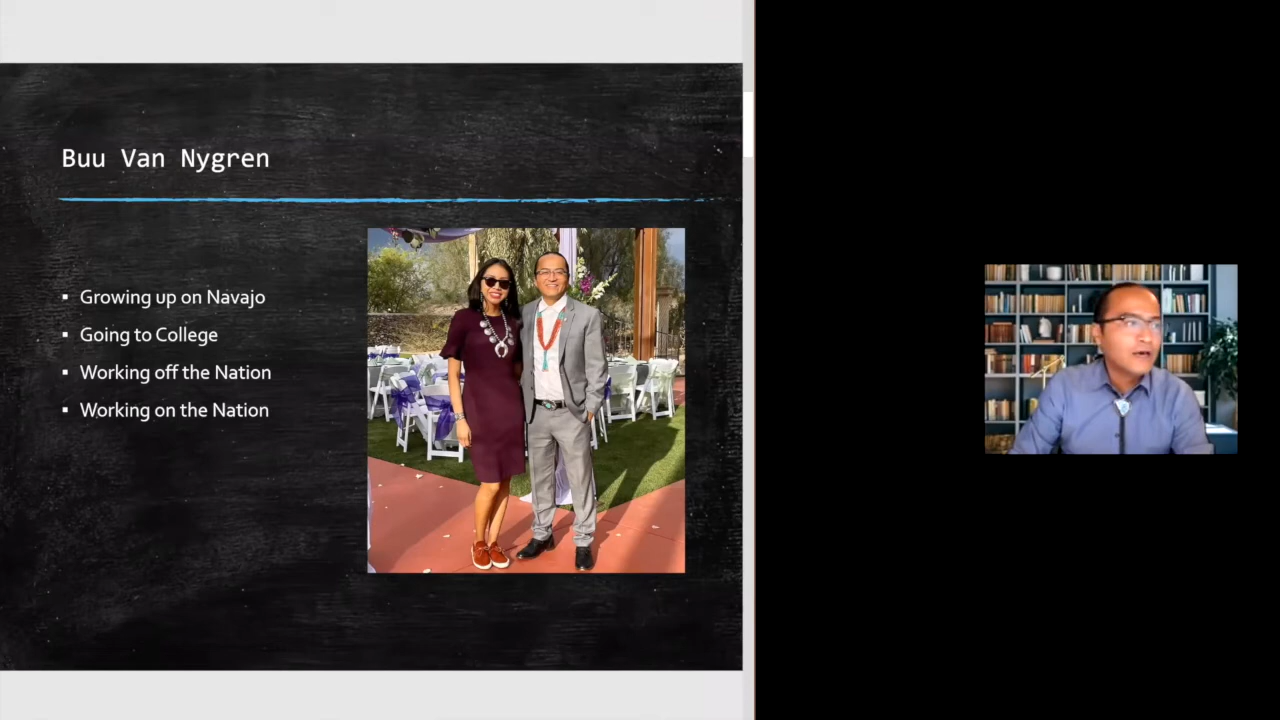 Buu Van Nygren
▪ Growing up on Navajo
▪ Going to College
▪ Working off the Nation
▪ Working on the Nation